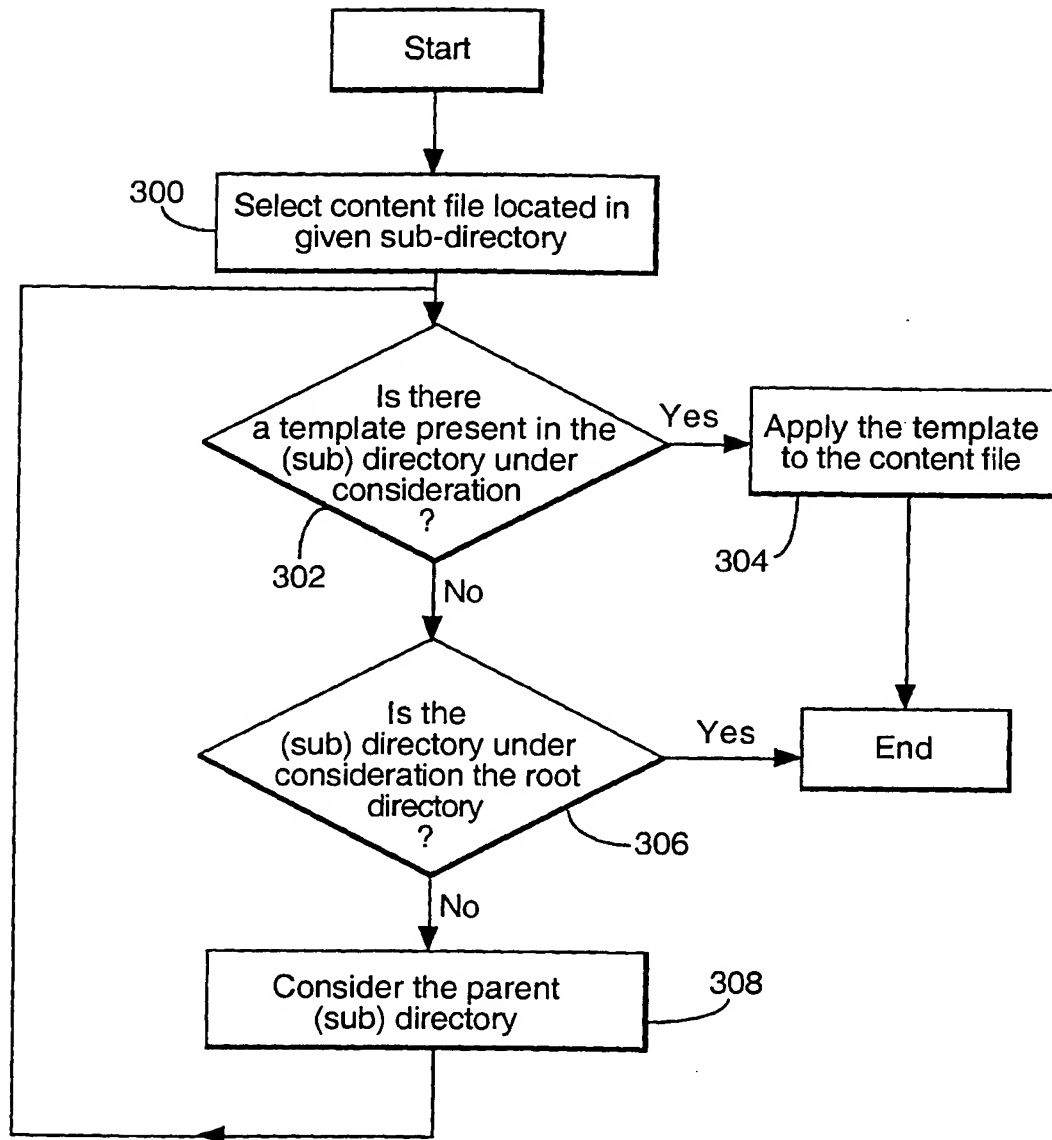 Start
300
Select content file located in
given sub-directory
Is there
a template present in the
(sub) directory under
consideration
?
302
Yes
Apply the template
to the content file
304
No
Is the
(sub) directory under
consideration the root
directory
?
306
Yes
End
No
Consider the parent
(sub) directory
308